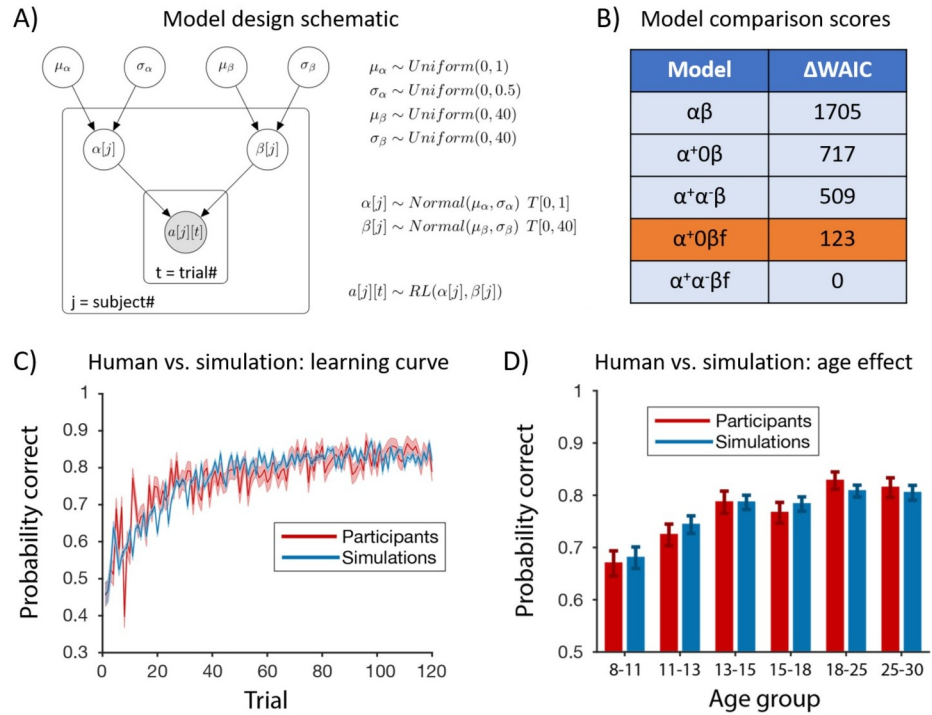 A) Model design schematic
μα σα μβ σβ
α[j] β[j]
a[j][t]
t = trial#
j = subject#
μα ∼ Uniform(0, 1)
σα ∼ Uniform(0, 0.5)
μβ ∼ Uniform(0, 40)
σβ ∼ Uniform(0, 40)
α[j] ∼ Normal(μα, σα) T[0, 1]
β[j] ∼ Normal(μβ, σβ) T[0, 40]
a[j][t] ∼ RL(α[j], β[j])
B) Model comparison scores
Model ΔWAIC
αβ 1705
α⁺0β 717
α⁺α⁻β 509
α⁺0βf 123
α⁺α⁻βf 0
C) Human vs. simulation: learning curve
Probability correct
1
0.9
0.8
0.7
0.6
0.5
0.4
0.3
Participants
Simulations
0 20 40 60 80 100 120
Trial
D) Human vs. simulation: age effect
Probability correct
1
0.9
0.8
0.7
0.6
0.5
Participants
Simulations
8-11 11-13 13-15 15-18 18-25 25-30
Age group